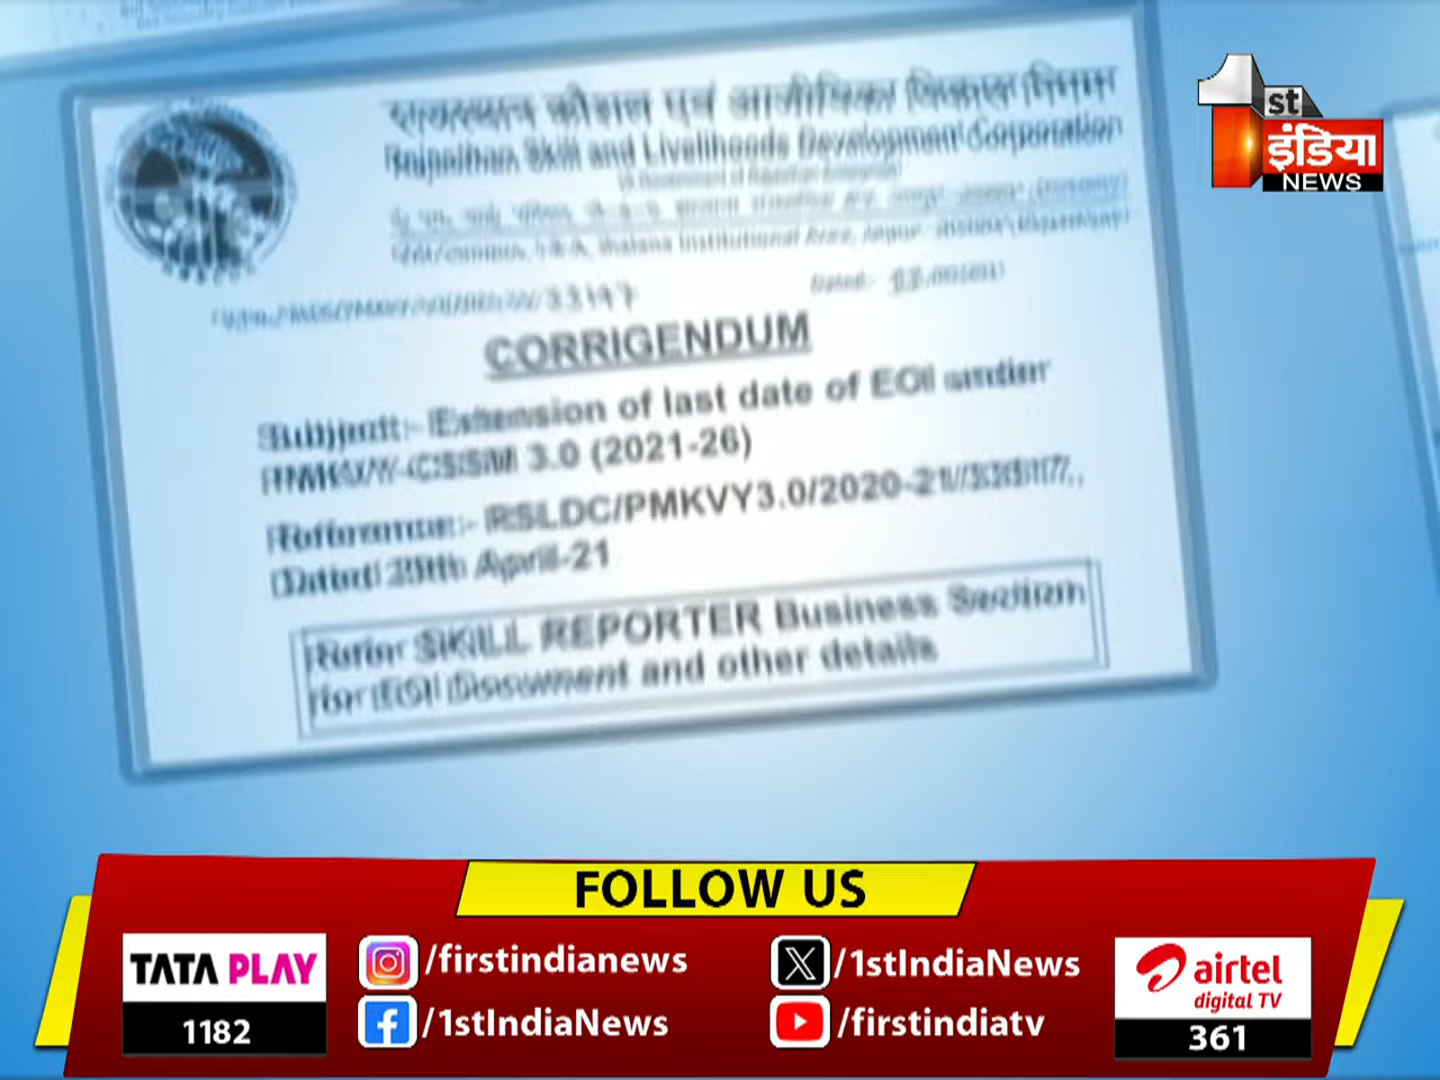 राजस्थान कौशल एवं आजीविका विकास निगम
Rajasthan Skill and Livelihoods Development Corporation
Dated:-
CORRIGENDUM
Subject:- Extension of last date of EOI under
PMKVY-CSSM 3.0 (2021-26)
Reference:- RSLDC/PMKVY3.0/2020-21/
Dated April-21
Refer SKILL REPORTER Business Section
for EOI Document and other details
1st
इंडिया
NEWS
FOLLOW US
TATA PLAY
1182
/firstindianews
/1stIndiaNews
/1stIndiaNews
/firstindiatv
airtel
digital TV
361